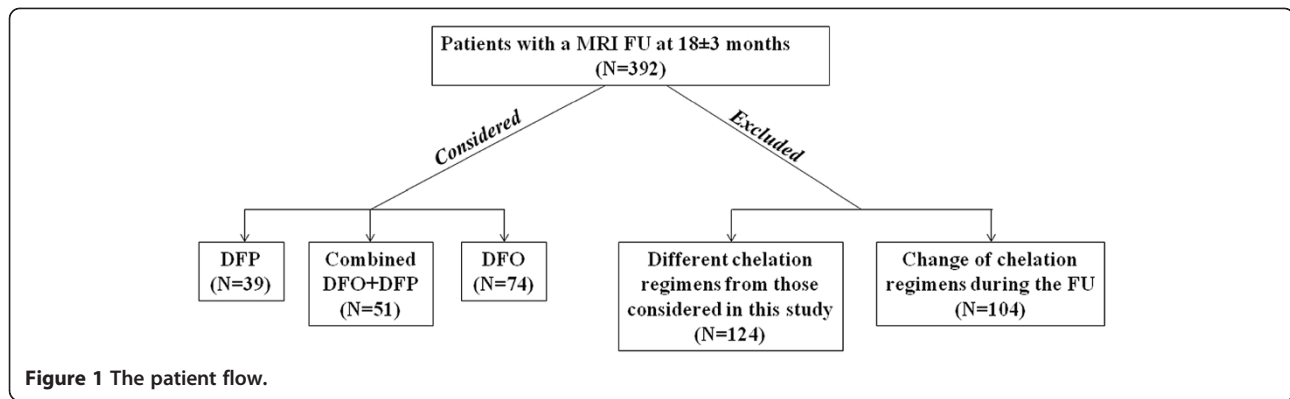 Patients with a MRI FU at 18±3 months
(N=392)
Considered
Excluded
DFP
(N=39)
Combined
DFO+DFP
(N=51)
DFO
(N=74)
Different chelation
regimens from those
considered in this study
(N=124)
Change of chelation
regimens during the FU
(N=104)
Figure 1 The patient flow.